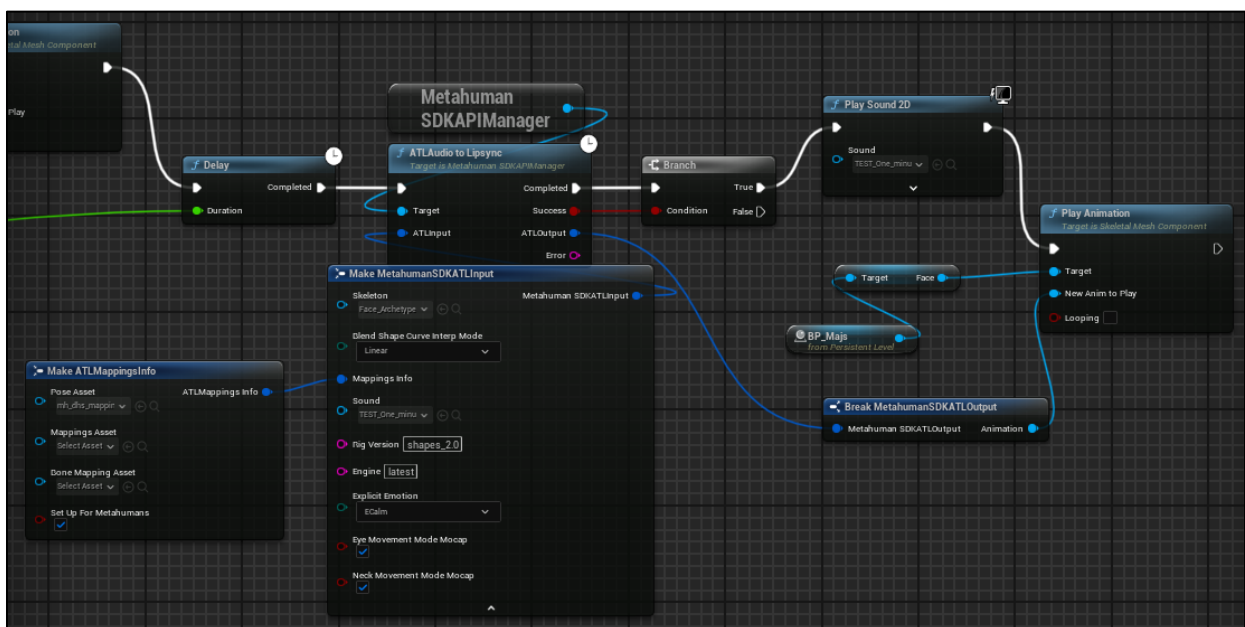 on
tal Mesh Component
Play
Delay
Completed
Duration
Metahuman
SDKAPIManager
ATLAudio to Lipsync
Target is Metahuman SDKAPIManager
Completed
Target
Success
ATLInput
ATLOutput
Error
Branch
True
Condition
False
Play Sound 2D
Sound
TEST_One_minu
Play Animation
Target is Skeletal Mesh Component
Target
New Anim to Play
Looping
Target
Face
BP_Majs
from Persistent Level
Break MetahumanSDKATLOutput
Metahuman SDKATLOutput
Animation
Make MetahumanSDKATLInput
Skeleton
Metahuman SDKATLInput
Face_Archetype
Blend Shape Curve Interp Mode
Linear
Mappings Info
Sound
TEST_One_minu
Rig Version shapes_2.0
Engine latest
Explicit Emotion
ECalm
Eye Movement Mode Mocap
Neck Movement Mode Mocap
Make ATLMappingsInfo
Pose Asset
ATLMappings Info
mh_dhs_mappin
Mappings Asset
Select Asset
Bone Mapping Asset
Select Asset
Set Up For Metahumans